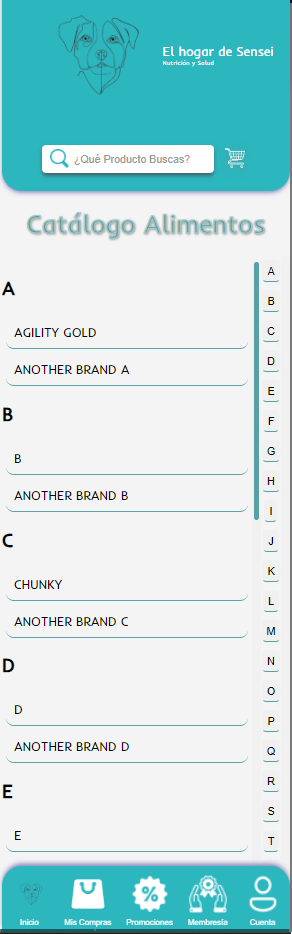 El hogar de Sensei
Nutrición y Salud
¿Qué Producto Buscas?
Catálogo Alimentos
A
AGILITY GOLD
ANOTHER BRAND A
B
B
ANOTHER BRAND B
C
CHUNKY
ANOTHER BRAND C
D
D
ANOTHER BRAND D
E
E
A
B
C
D
E
F
G
H
I
J
K
L
M
N
O
P
Q
R
S
T
Inicio
Mis Compras
Promociones
Membresía
Cuenta